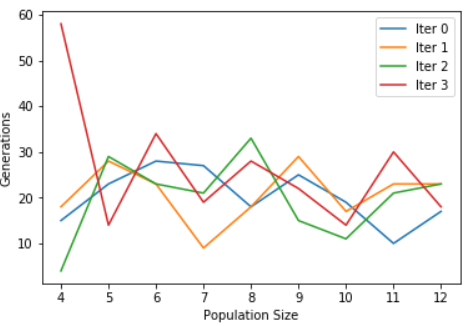 60
50
40
30
20
10
Generations
4 5 6 7 8 9 10 11 12
Population Size
Iter 0
Iter 1
Iter 2
Iter 3